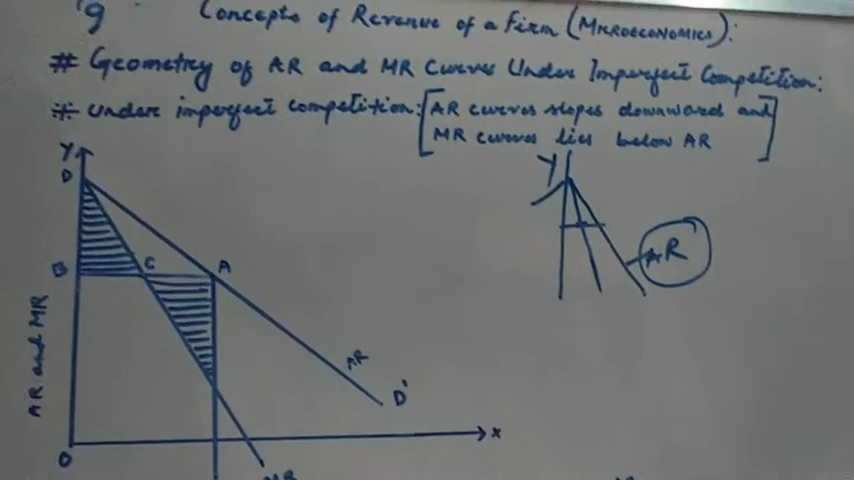 g
Concepts of Revenue of a Firm (Microeconomics):
# Geometry of AR and MR Curves Under Imperfect Competition:
* Under imperfect competition: [AR curves slopes downward and
MR curves lies below AR]
Y
D
B
C
A
AR and MR
AR
D'
O
X
MR
Y
AR